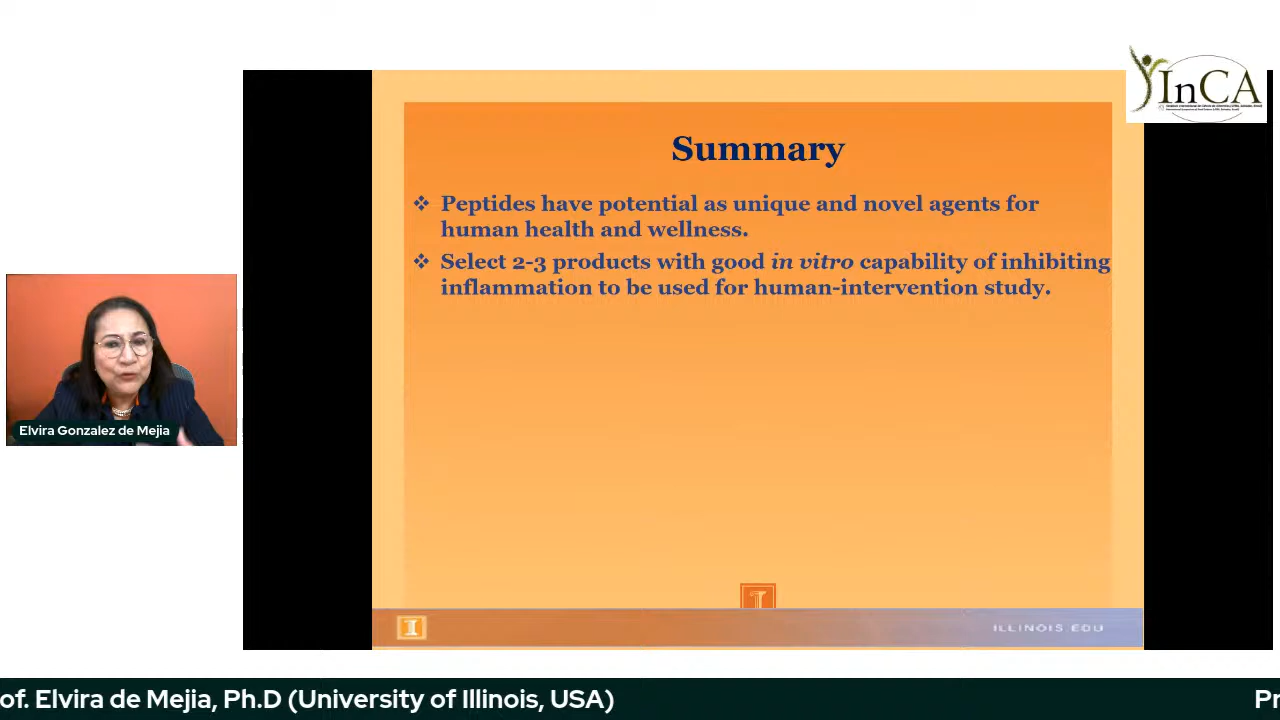 InCA
Summary
❖ Peptides have potential as unique and novel agents for
human health and wellness.
❖ Select 2-3 products with good in vitro capability of inhibiting
inflammation to be used for human-intervention study.
Elvira Gonzalez de Mejia
I
I
ILLINOIS.EDU
of. Elvira de Mejia, Ph.D (University of Illinois, USA)
Pr